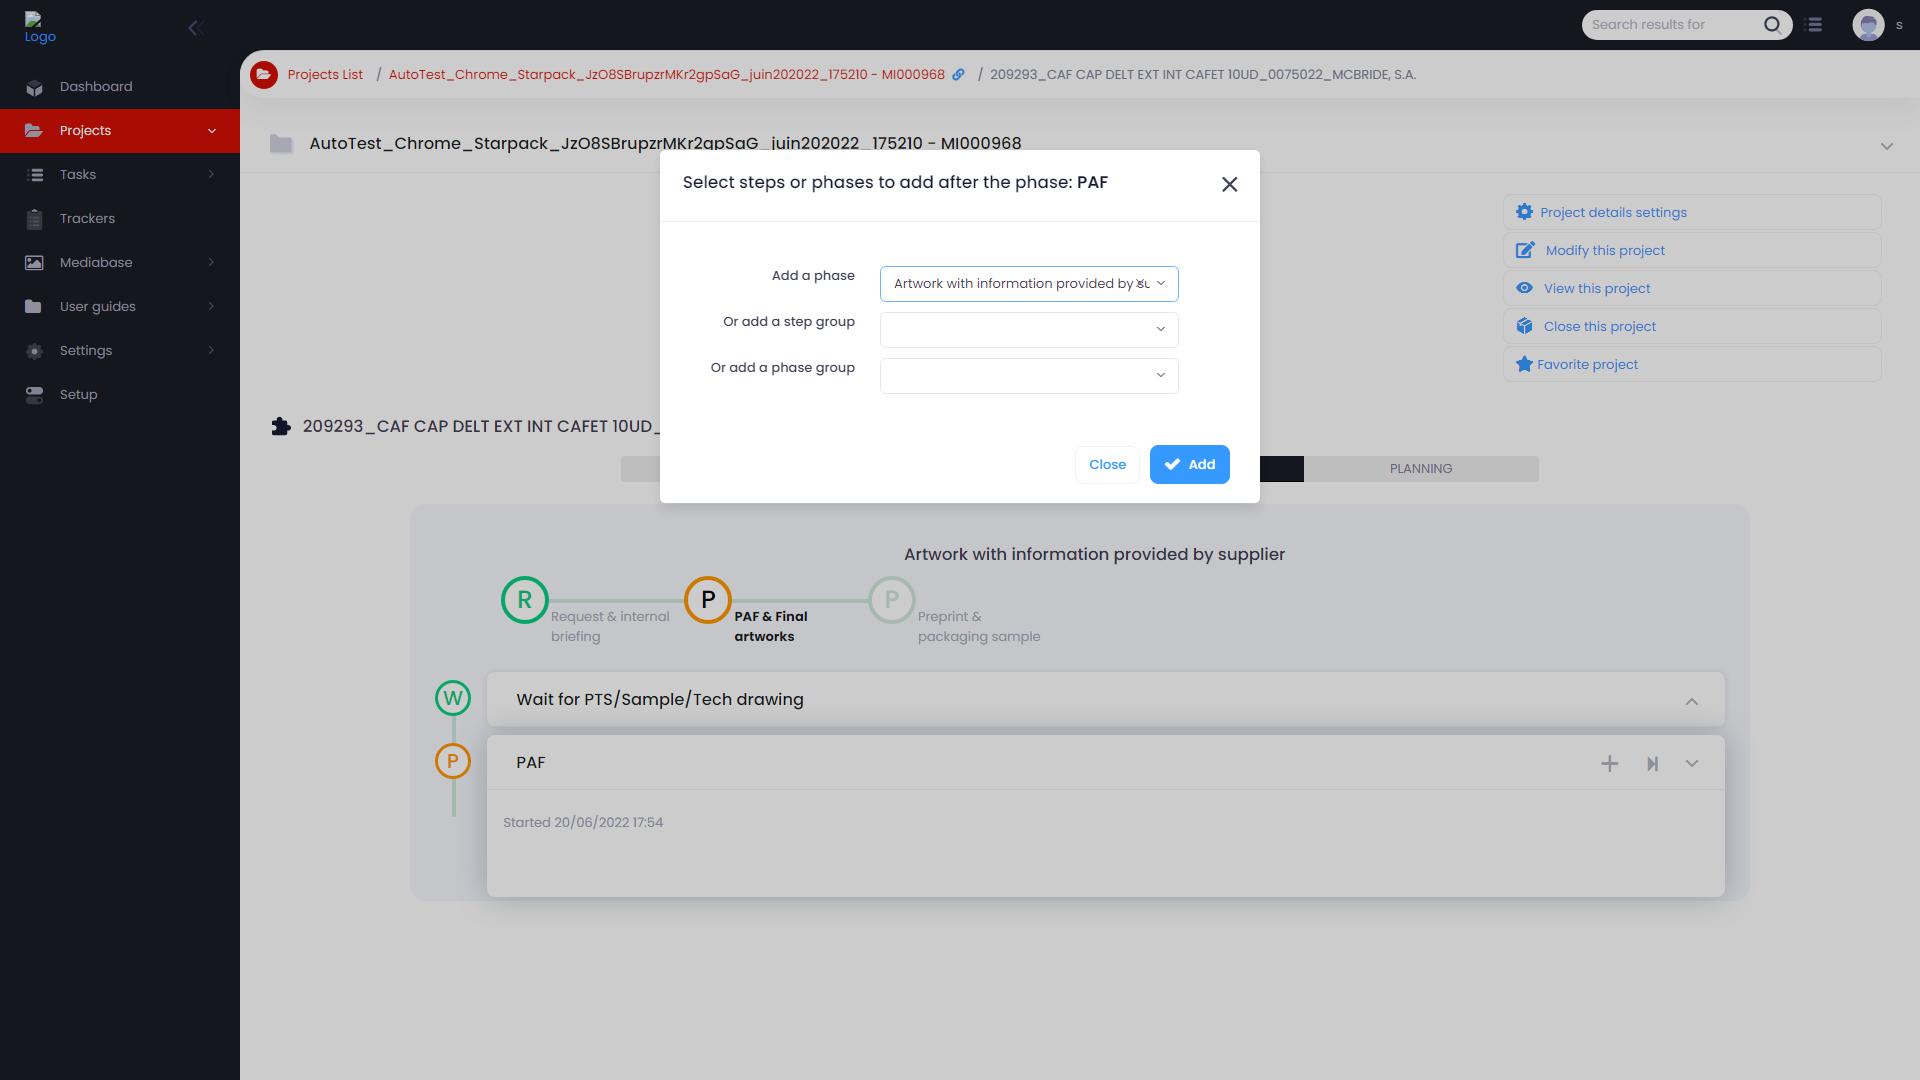 Logo
Search results for
s
Dashboard
Projects
Tasks
Trackers
Mediabase
User guides
Settings
Setup
Projects List / AutoTest_Chrome_Starpack_JzO8SBrupzrMKr2gpSaG_juin202022_175210 - MI000968 / 209293_CAF CAP DELT EXT INT CAFET 10UD_0075022_MCBRIDE, S.A.
AutoTest_Chrome_Starpack_JzO8SBrupzrMKr2gpSaG_juin202022_175210 - MI000968
Select steps or phases to add after the phase: PAF
Add a phase
Artwork with information provided by su
Or add a step group
Or add a phase group
Close
Add
Project details settings
Modify this project
View this project
Close this project
Favorite project
209293_CAF CAP DELT EXT INT CAFET 10UD_
PLANNING
Artwork with information provided by supplier
R
Request & internal
briefing
P
PAF & Final
artworks
P
Preprint &
packaging sample
W
Wait for PTS/Sample/Tech drawing
P
PAF
Started 20/06/2022 17:54